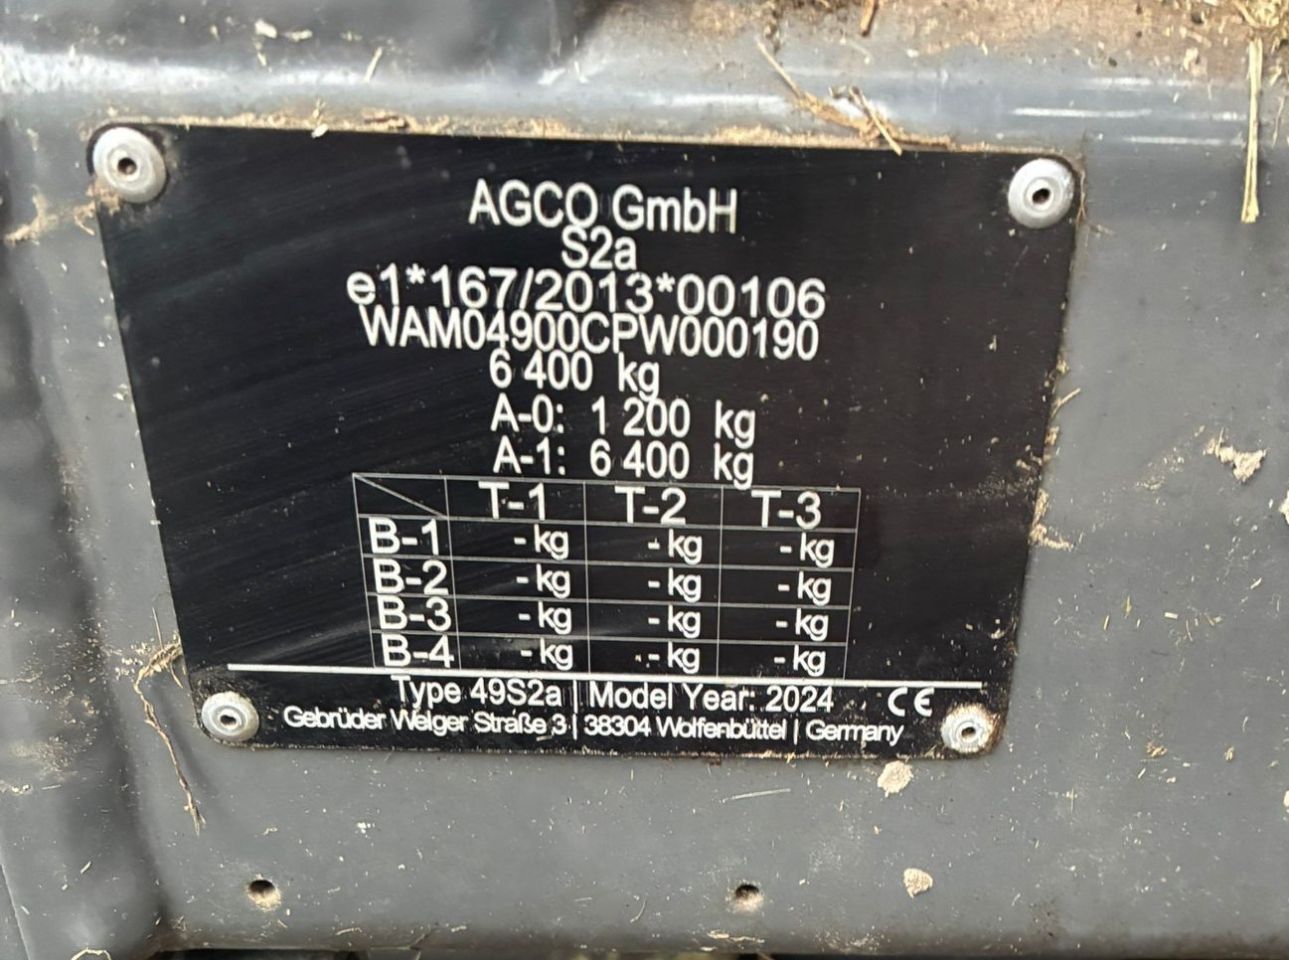 AGCO GmbH
S2a
e1*167/2013*00106
WAM04900CPW000190
6 400 kg
A-0: 1 200 kg
A-1: 6 400 kg
T-1 T-2 T-3
B-1 - kg - kg - kg
B-2 - kg - kg - kg
B-3 - kg - kg - kg
B-4 - kg - kg - kg
Type 49S2a | Model Year: 2024 CE
Gebrüder Welger Straße 3 | 38304 Wolfenbüttel | Germany